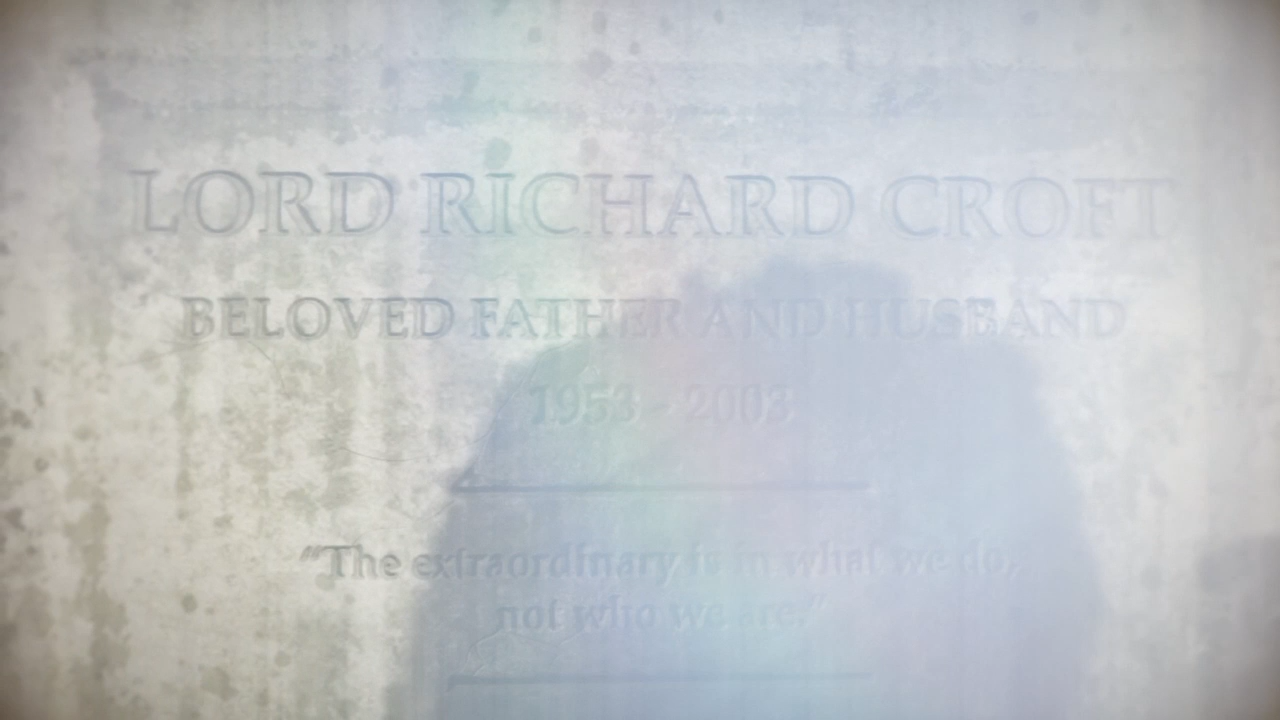 LORD RICHARD CROFT
BELOVED FATHER AND HUSBAND
1953 - 2003
“The extraordinary is in what we do,
not who we are.”